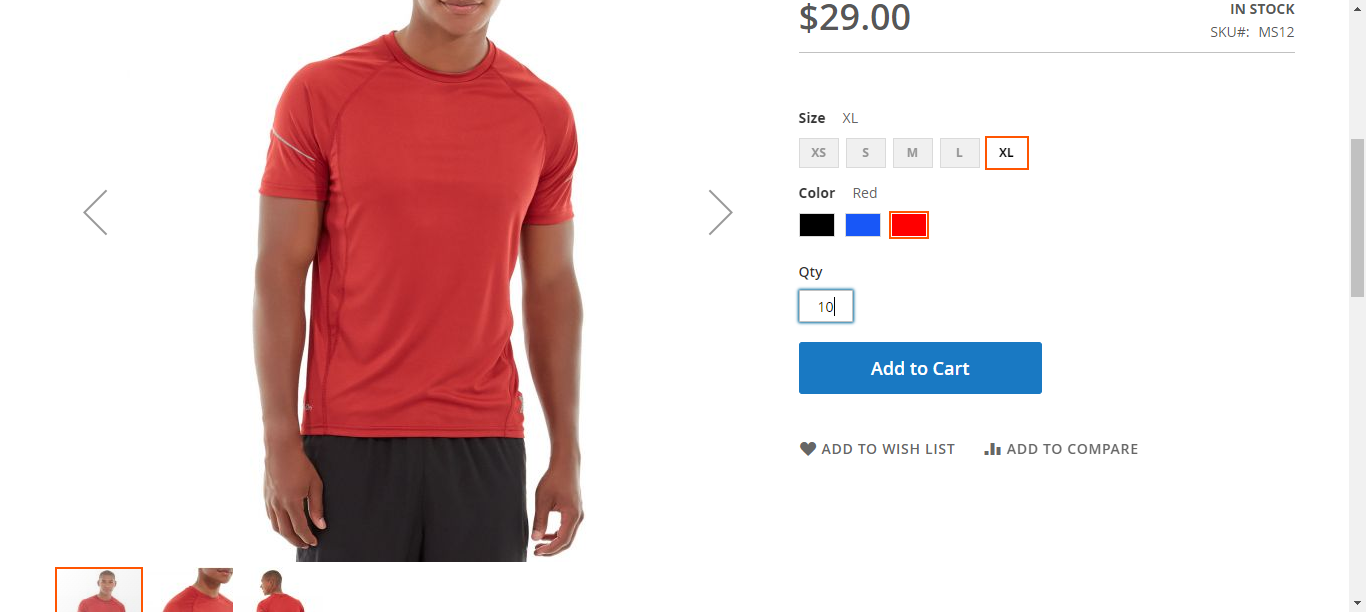 $29.00
IN STOCK
SKU#: MS12
Size XL
XS S M L XL
Color Red
Qty
10
Add to Cart
ADD TO WISH LIST ADD TO COMPARE